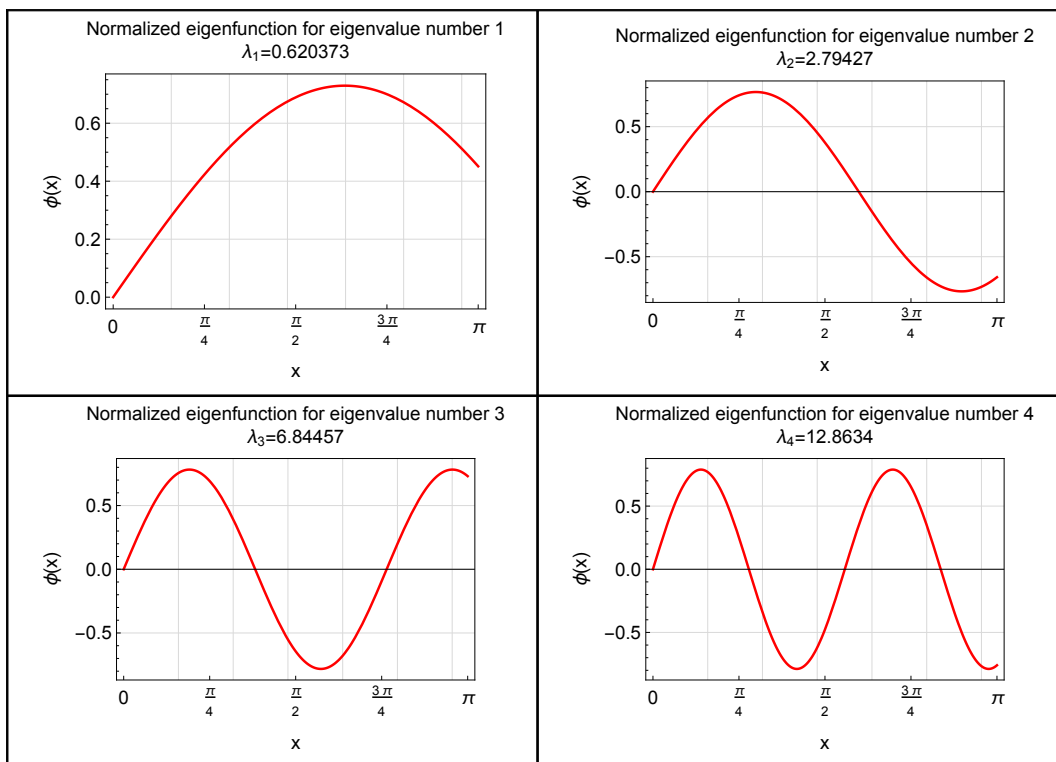 Normalized eigenfunction for eigenvalue number 1
λ₁=0.620373
ϕ(x)
0.6
0.4
0.2
0.0
0 π/4 π/2 3π/4 π
x
Normalized eigenfunction for eigenvalue number 2
λ₂=2.79427
ϕ(x)
0.5
0.0
−0.5
0 π/4 π/2 3π/4 π
x
Normalized eigenfunction for eigenvalue number 3
λ₃=6.84457
ϕ(x)
0.5
0.0
−0.5
0 π/4 π/2 3π/4 π
x
Normalized eigenfunction for eigenvalue number 4
λ₄=12.8634
ϕ(x)
0.5
0.0
−0.5
0 π/4 π/2 3π/4 π
x